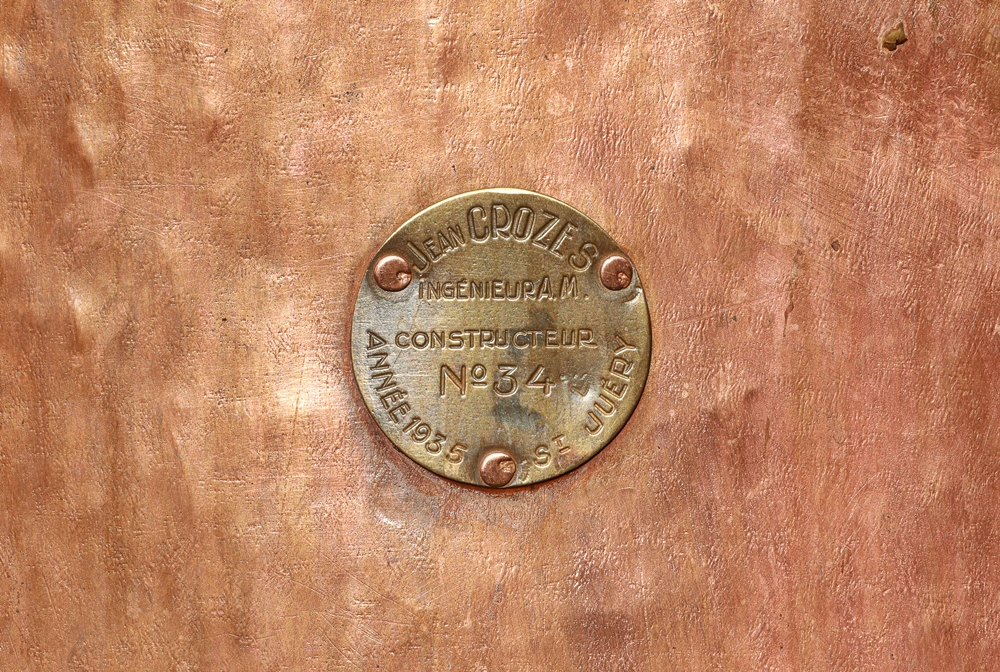 JEAN CROZES
INGÉNIEUR A.M.
CONSTRUCTEUR
Nº 34
ANNÉE 1935
ST JUÉRY